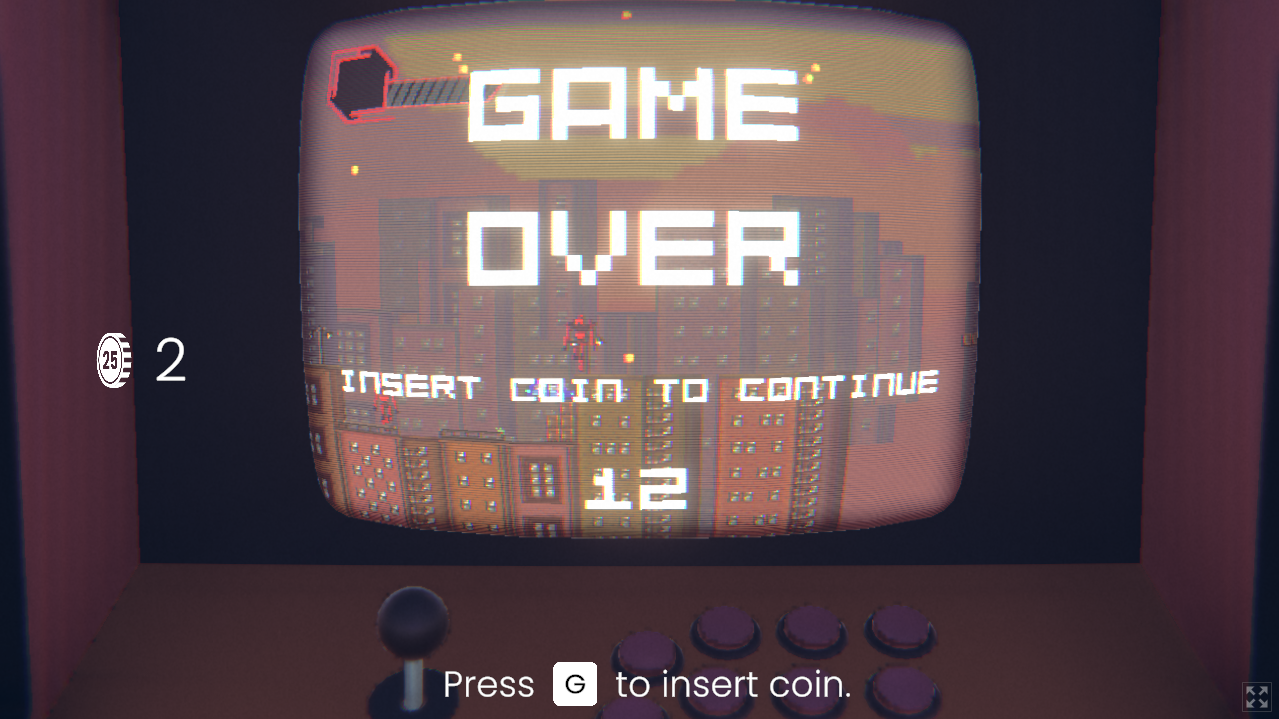 GAME
OVER
25 2
INSERT COIN TO CONTINUE
12
Press G to insert coin.